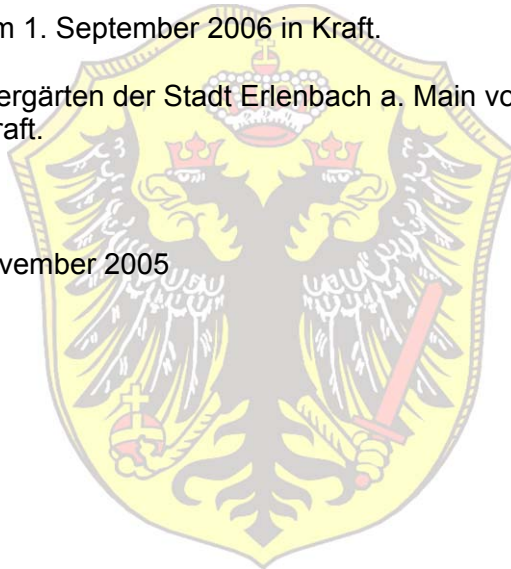 m 1. September 2006 in Kraft.
ergärten der Stadt Erlenbach a. Main vo
raft.
vember 2005